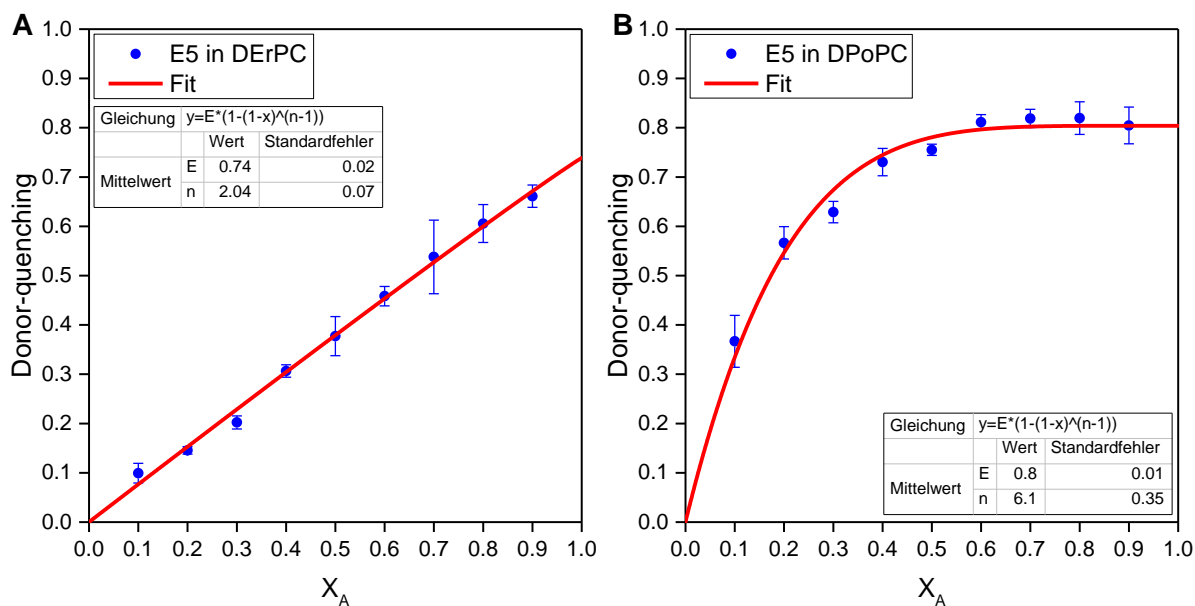 A
E5 in DErPC
Fit
Gleichung y=E*(1-(1-x)^(n-1))
Wert Standardfehler
Mittelwert
E 0.74 0.02
n 2.04 0.07
1.0
0.9
0.8
0.7
0.6
0.5
0.4
0.3
0.2
0.1
0.0
Donor-quenching
0.0 0.1 0.2 0.3 0.4 0.5 0.6 0.7 0.8 0.9 1.0
X_A
B
E5 in DPoPC
Fit
1.0
0.9
0.8
0.7
0.6
0.5
0.4
0.3
0.2
0.1
0.0
Donor-quenching
Gleichung y=E*(1-(1-x)^(n-1))
Wert Standardfehler
Mittelwert
E 0.8 0.01
n 6.1 0.35
0.0 0.1 0.2 0.3 0.4 0.5 0.6 0.7 0.8 0.9 1.0
X_A